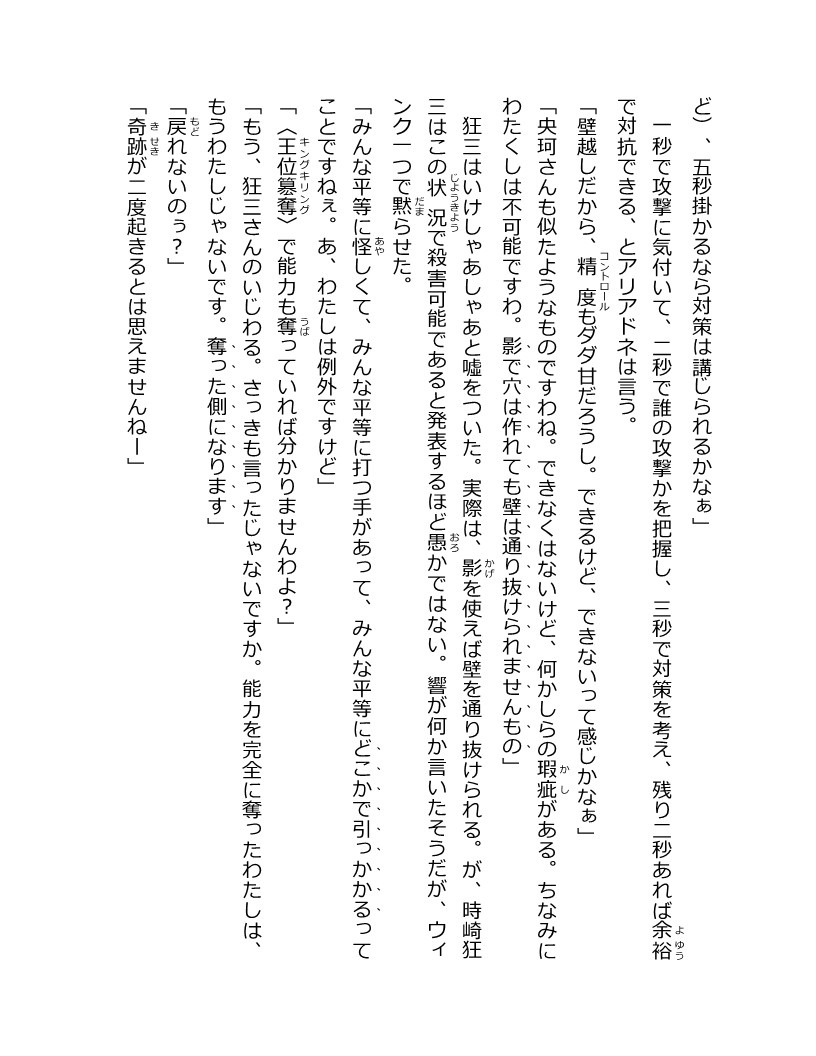 ど）、五秒掛かるなら対策は講じられるかなぁ」
　一秒で攻撃に気付いて、二秒で誰の攻撃かを把握し、三秒で対策を考え、残り二秒あれば余裕
で対抗できる、とアリアドネは言う。
「壁越しだから、精度もダダ甘だろうし。できるけど、できないって感じかなぁ」
「央珂さんも似たようなものですわね。できなくはないけど、何かしらの瑕疵がある。ちなみに
わたくしは不可能ですわ。影で穴は作れても壁は通り抜けられませんもの」
　狂三はいけしゃあしゃあと嘘をついた。実際は、影を使えば壁を通り抜けられる。が、時崎狂
三はこの状況で殺害可能であると発表するほど愚かではない。響が何か言いたそうだが、ウィ
ンク一つで黙らせた。
「みんな平等に怪しくて、みんな平等に打つ手があって、みんな平等にどこかで引っかかるって
ことですねぇ。あ、わたしは例外ですけど」
「〈王位簒奪〉で能力も奪っていれば分かりませんわよ？」
「もう、狂三さんのいじわる。さっきも言ったじゃないですか。能力を完全に奪ったわたしは、
もうわたしじゃないです。奪った側になります」
「戻れないのぅ？」
「奇跡が二度起きるとは思えませんねー」